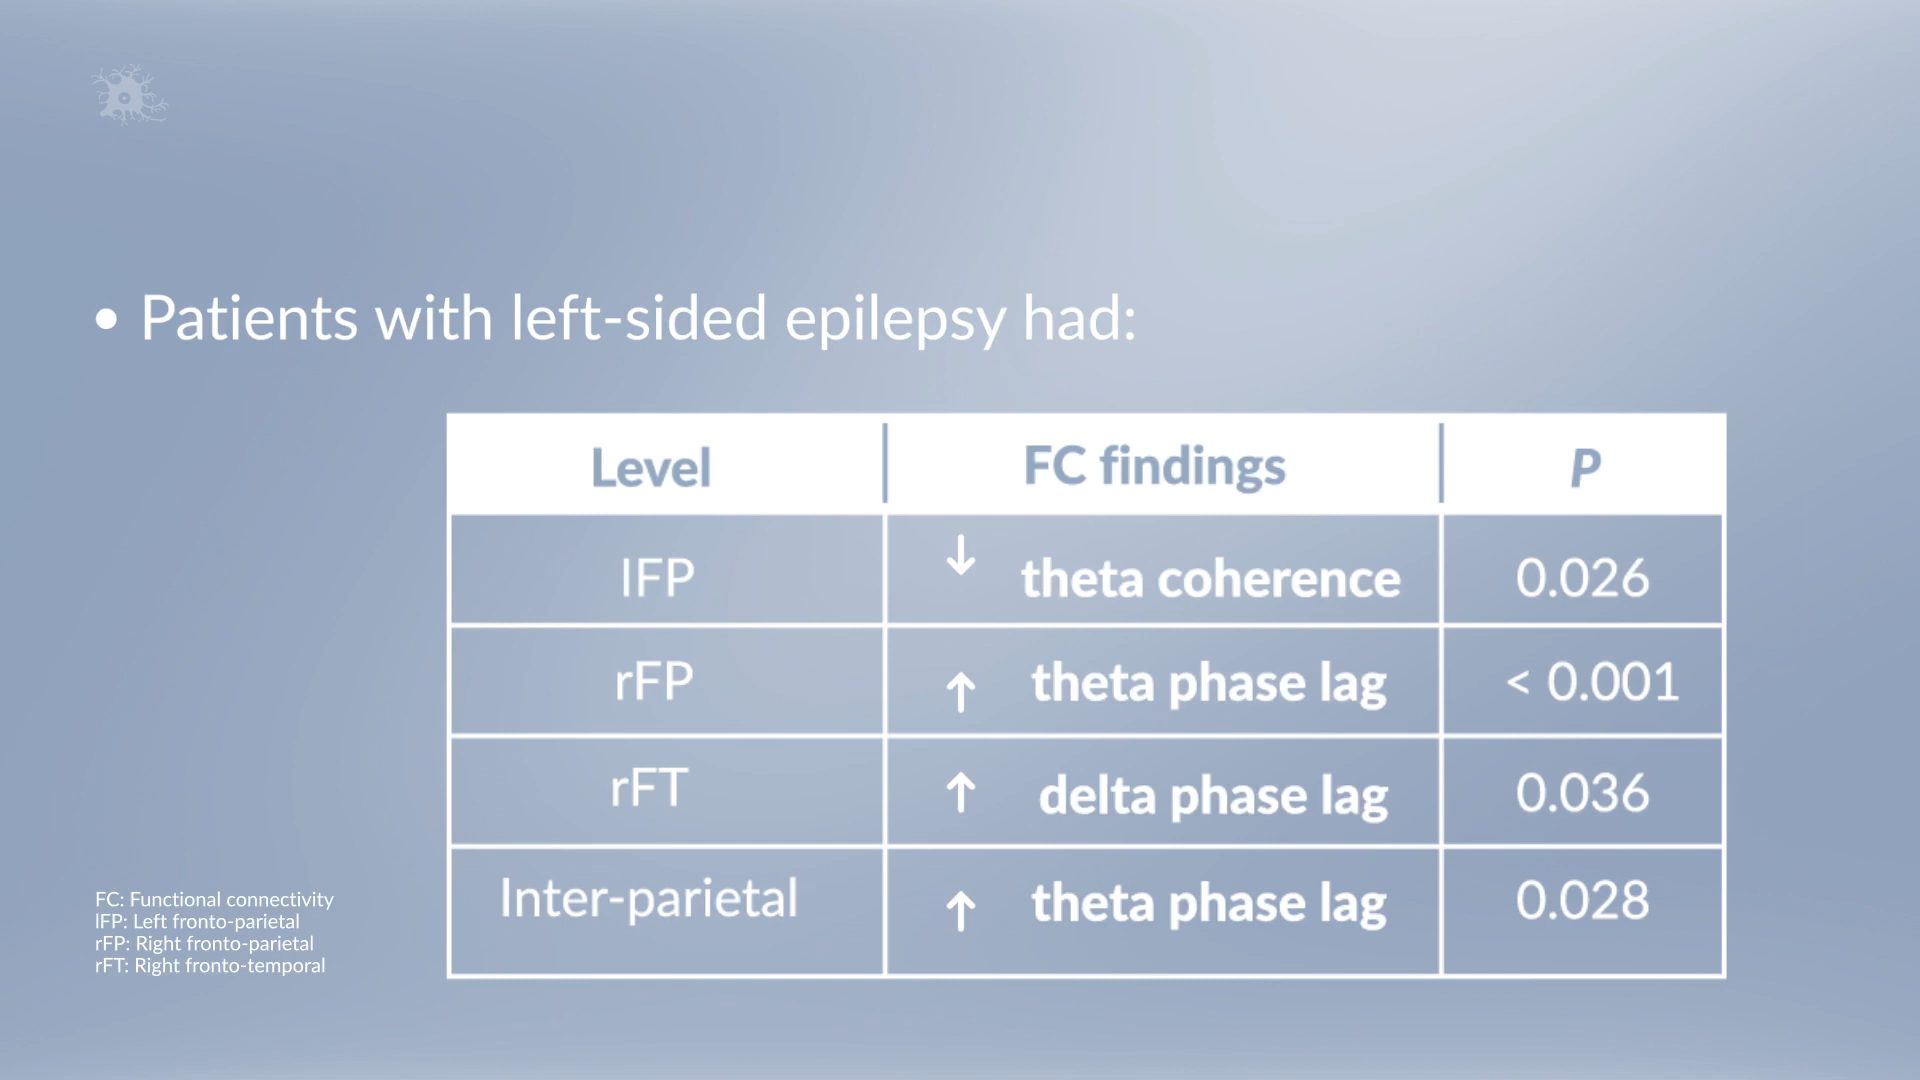 • Patients with left-sided epilepsy had:
Level FC findings P
lFP ↓ theta coherence 0.026
rFP ↑ theta phase lag < 0.001
rFT ↑ delta phase lag 0.036
Inter-parietal ↑ theta phase lag 0.028
FC: Functional connectivity
lFP: Left fronto-parietal
rFP: Right fronto-parietal
rFT: Right fronto-temporal